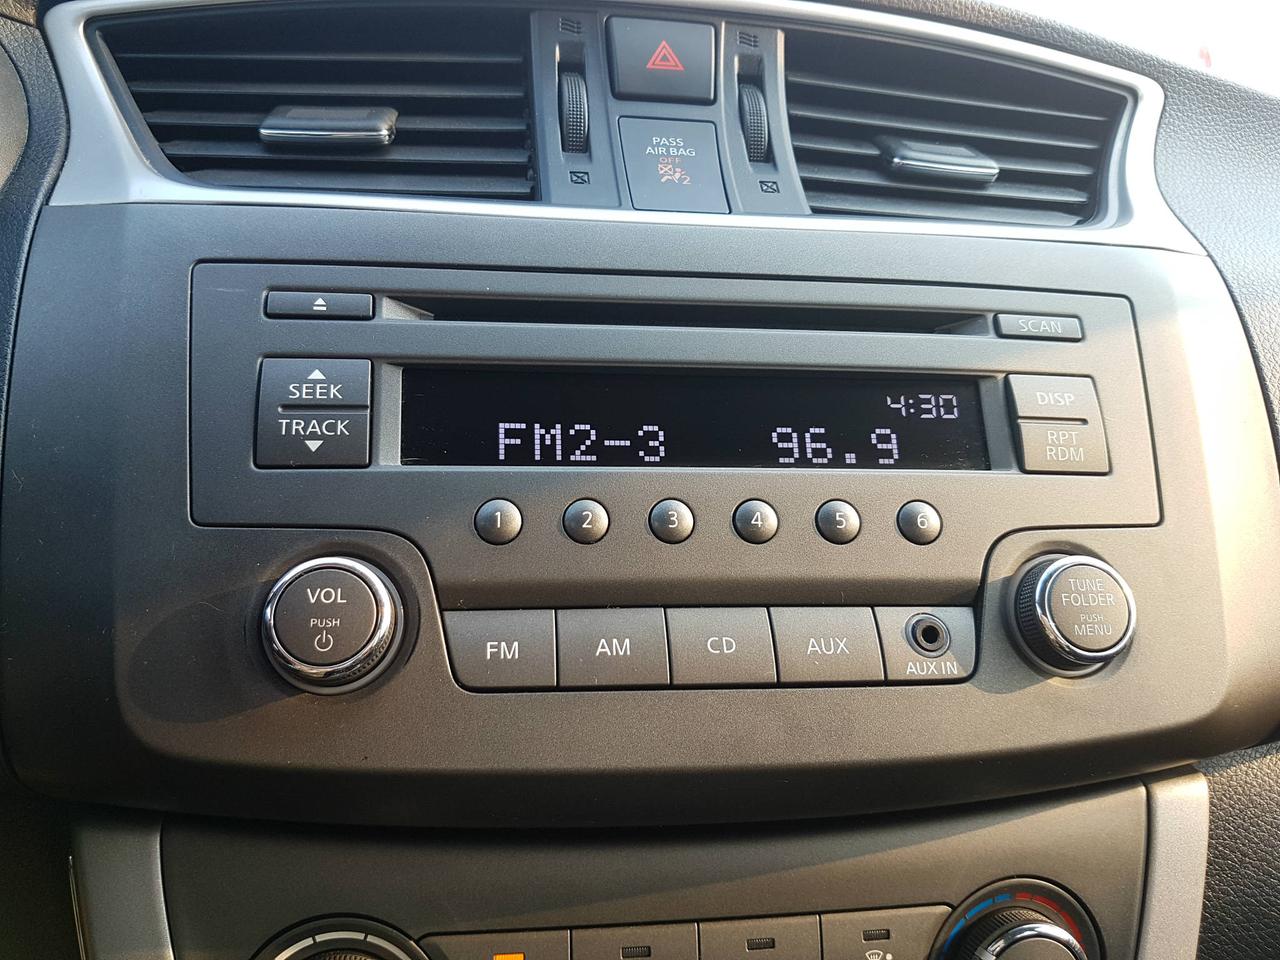 PASS
AIR BAG
OFF
2
SCAN
SEEK
TRACK
4:30
FM2-3 96.9
DISP
RPT
RDM
1 2 3 4 5 6
VOL
PUSH
FM AM CD AUX
AUX IN
TUNE
FOLDER
PUSH
MENU